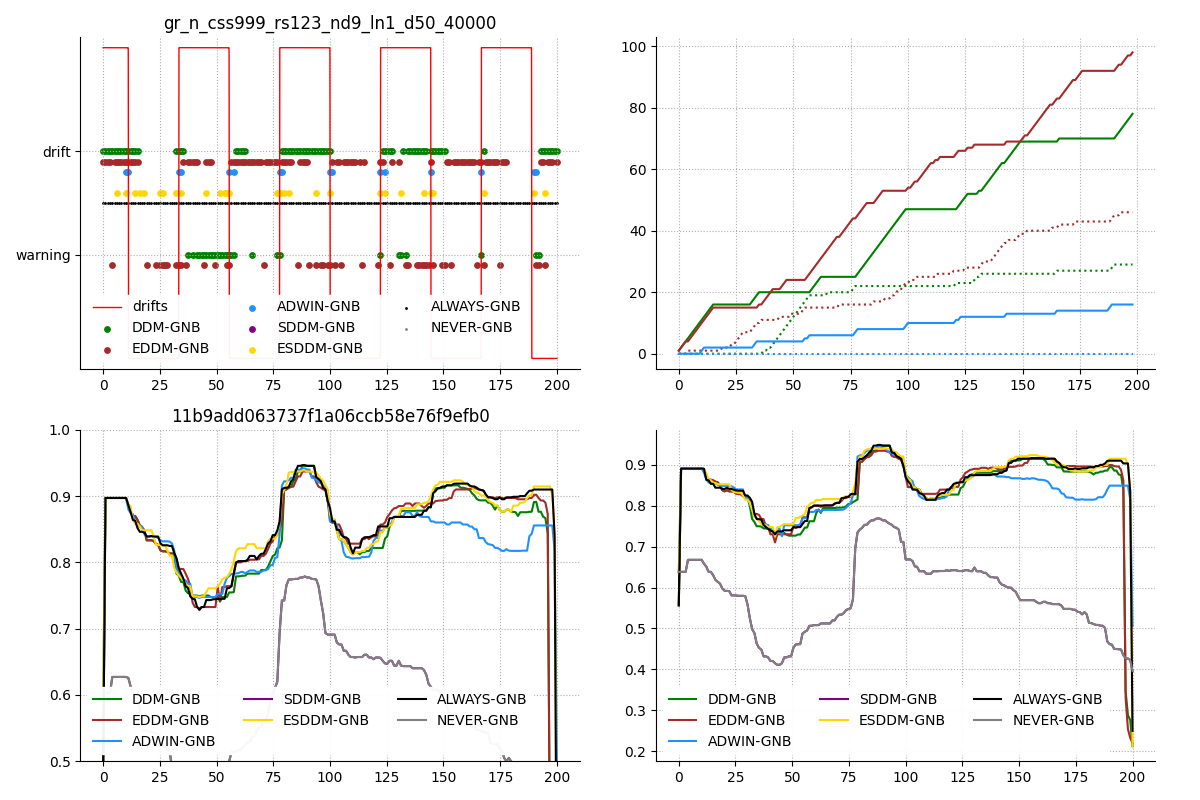 gr_n_css999_rs123_nd9_ln1_d50_40000
drift
warning
drifts
DDM-GNB
EDDM-GNB
ADWIN-GNB
SDDM-GNB
ESDDM-GNB
ALWAYS-GNB
NEVER-GNB
0 25 50 75 100 125 150 175 200
100
80
60
40
20
0
0 25 50 75 100 125 150 175 200
11b9add063737f1a06ccb58e76f9efb0
1.0
0.9
0.8
0.7
0.6
0.5
DDM-GNB
EDDM-GNB
ADWIN-GNB
SDDM-GNB
ESDDM-GNB
ALWAYS-GNB
NEVER-GNB
0 25 50 75 100 125 150 175 200
0.9
0.8
0.7
0.6
0.5
0.4
0.3
0.2
DDM-GNB
EDDM-GNB
ADWIN-GNB
SDDM-GNB
ESDDM-GNB
ALWAYS-GNB
NEVER-GNB
0 25 50 75 100 125 150 175 200